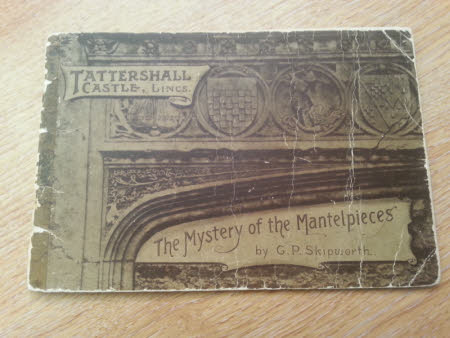 TATTERSHALL
CASTLE, LINCS.
The Mystery of the Mantelpieces
by G.P. Skipworth.